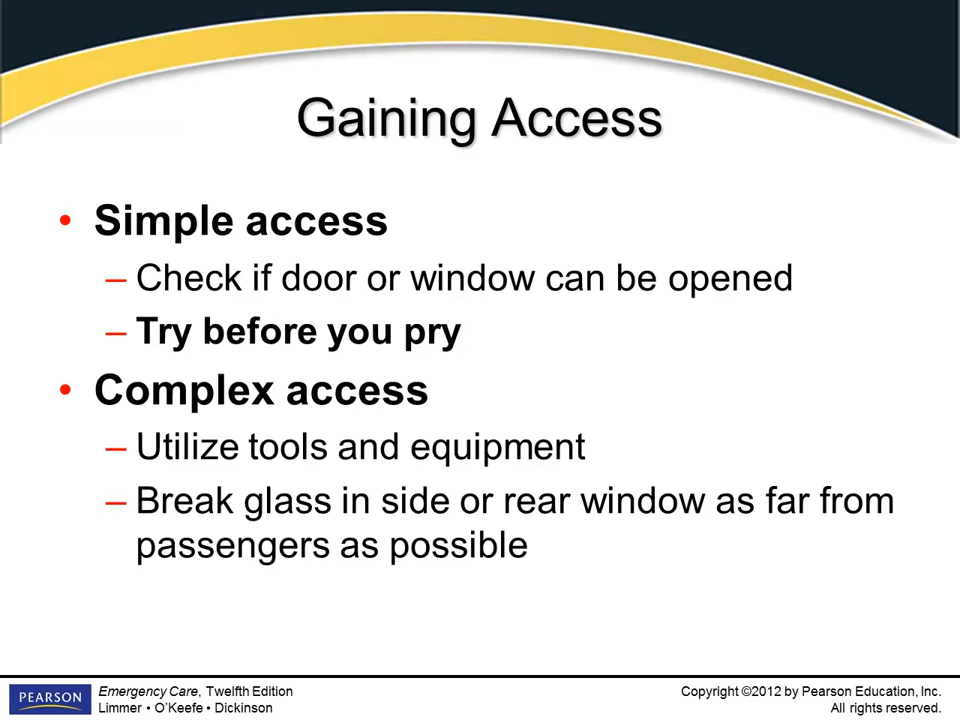 Gaining Access
• Simple access
– Check if door or window can be opened
– Try before you pry
• Complex access
– Utilize tools and equipment
– Break glass in side or rear window as far from
passengers as possible
PEARSON
Emergency Care, Twelfth Edition
Limmer • O’Keefe • Dickinson
Copyright ©2012 by Pearson Education, Inc.
All rights reserved.